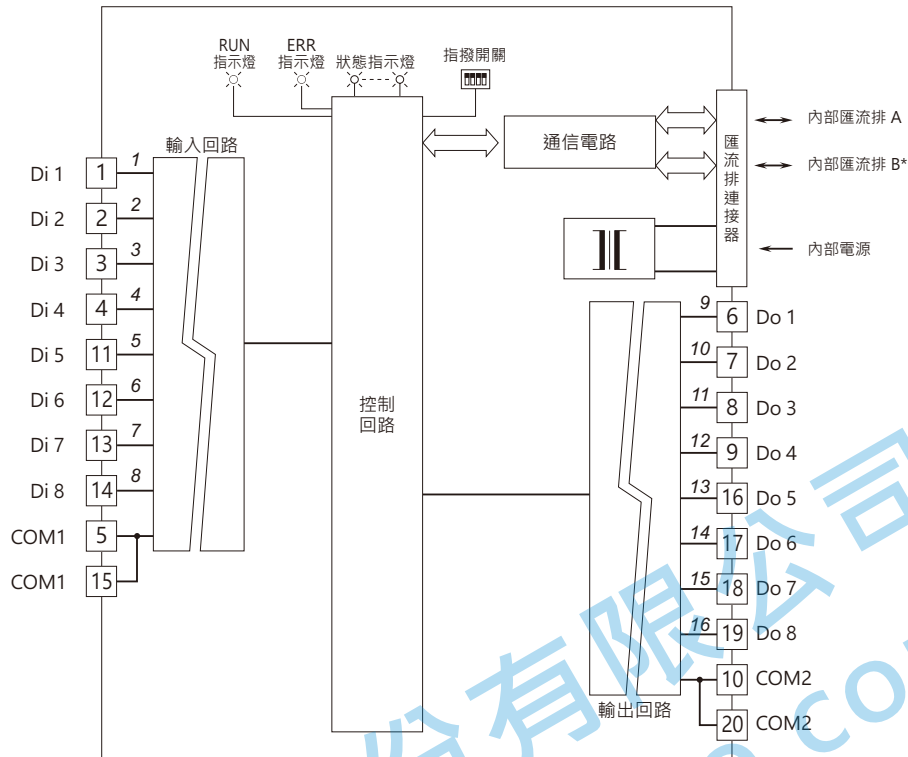 RUN
指示燈
ERR
指示燈
狀態指示燈
指撥開關
通信電路
匯流排連接器
內部匯流排 A
內部匯流排 B*
內部電源
輸入回路
Di 1 1 1
Di 2 2 2
Di 3 3 3
Di 4 4 4
Di 5 11 5
Di 6 12 6
Di 7 13 7
Di 8 14 8
COM1 5
COM1 15
控制
回路
9 6 Do 1
10 7 Do 2
11 8 Do 3
12 9 Do 4
13 16 Do 5
14 17 Do 6
15 18 Do 7
16 19 Do 8
10 COM2
20 COM2
輸出回路
份有限公司